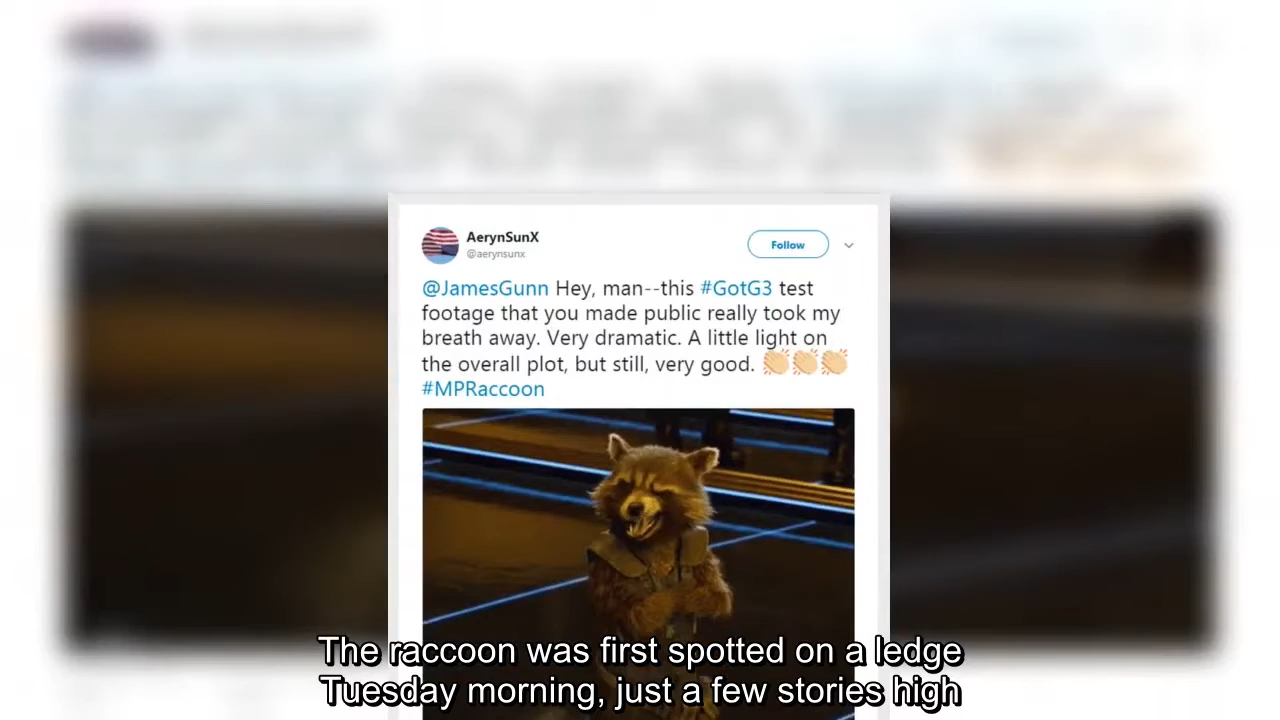 AerynSunX
@aerynsunx
Follow
@JamesGunn Hey, man--this #GotG3 test
footage that you made public really took my
breath away. Very dramatic. A little light on
the overall plot, but still, very good. 👏👏👏
#MPRaccoon
The raccoon was first spotted on a ledge
Tuesday morning, just a few stories high